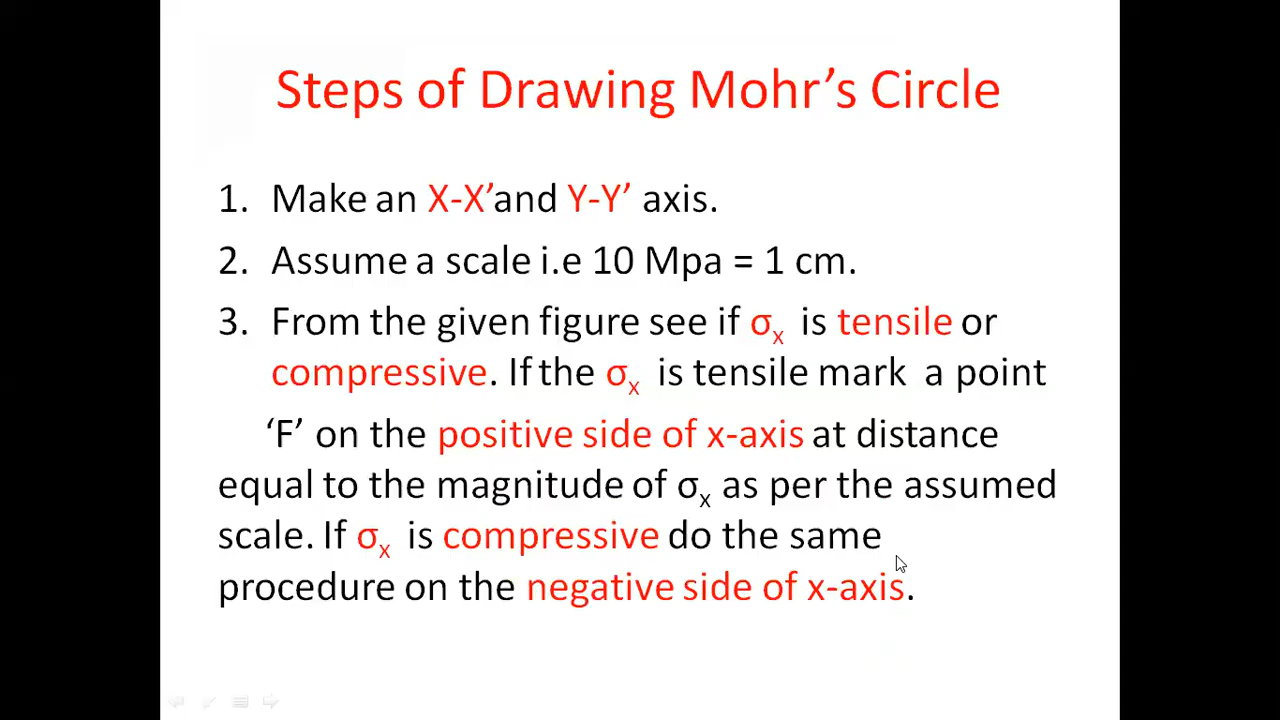 Steps of Drawing Mohr’s Circle
1. Make an X-X’and Y-Y’ axis.
2. Assume a scale i.e 10 Mpa = 1 cm.
3. From the given figure see if σx is tensile or
compressive. If the σx is tensile mark a point
‘F’ on the positive side of x-axis at distance
equal to the magnitude of σx as per the assumed
scale. If σx is compressive do the same
procedure on the negative side of x-axis.